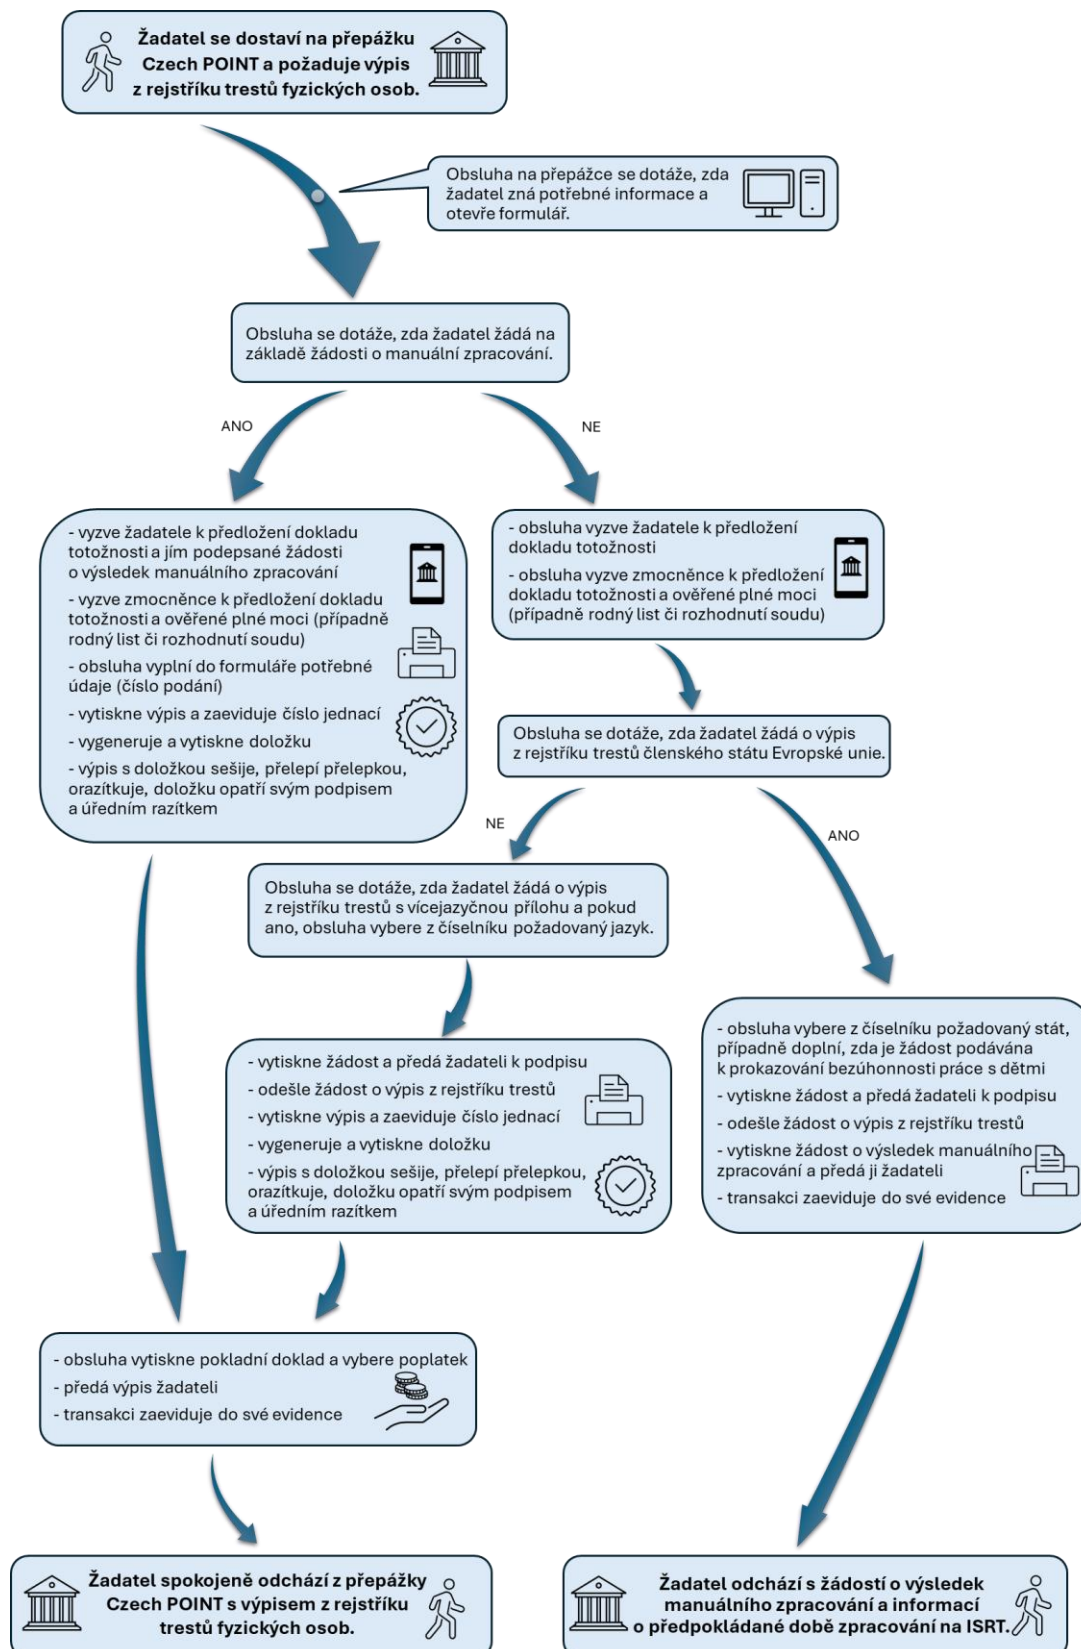 Žadatel se dostaví na přepážku
Czech POINT a požaduje výpis
z rejstříku trestů fyzických osob.
Obsluha na přepážce se dotáže, zda
žadatel zná potřebné informace a
otevře formulář.
Obsluha se dotáže, zda žadatel žádá na
základě žádosti o manuální zpracování.
ANO
NE
- vyzve žadatele k předložení dokladu
totožnosti a jím podepsané žádosti
o výsledek manuálního zpracování
- vyzve zmocněnce k předložení dokladu
totožnosti a ověřené plné moci (případně
rodný list či rozhodnutí soudu)
- obsluha vyplní do formuláře potřebné
údaje (číslo podání)
- vytiskne výpis a zaeviduje číslo jednací
- vygeneruje a vytiskne doložku
- výpis s doložkou sešije, přelepí přelepkou,
orazítkuje, doložku opatří svým podpisem
a úředním razítkem
- obsluha vyzve žadatele k předložení
dokladu totožnosti
- obsluha vyzve zmocněnce k předložení
dokladu totožnosti a ověřené plné moci
(případně rodný list či rozhodnutí soudu)
Obsluha se dotáže, zda žadatel žádá o výpis
z rejstříku trestů členského státu Evropské unie.
NE
ANO
Obsluha se dotáže, zda žadatel žádá o výpis
z rejstříku trestů s vícejazyčnou přílohu a pokud
ano, obsluha vybere z číselníku požadovaný jazyk.
- vytiskne žádost a předá žadateli k podpisu
- odešle žádost o výpis z rejstříku trestů
- vytiskne výpis a zaeviduje číslo jednací
- vygeneruje a vytiskne doložku
- výpis s doložkou sešije, přelepí přelepkou,
orazítkuje, doložku opatří svým podpisem
a úředním razítkem
- obsluha vybere z číselníku požadovaný stát,
případně doplní, zda je žádost podávána
k prokazování bezúhonnosti práce s dětmi
- vytiskne žádost a předá žadateli k podpisu
- odešle žádost o výpis z rejstříku trestů
- vytiskne žádost o výsledek manuálního
zpracování a předá ji žadateli
- transakci zaeviduje do své evidence
- obsluha vytiskne pokladní doklad a vybere poplatek
- předá výpis žadateli
- transakci zaeviduje do své evidence
Žadatel spokojeně odchází z přepážky
Czech POINT s výpisem z rejstříku
trestů fyzických osob.
Žadatel odchází s žádostí o výsledek
manuálního zpracování a informací
o předpokládané době zpracování na ISRT.